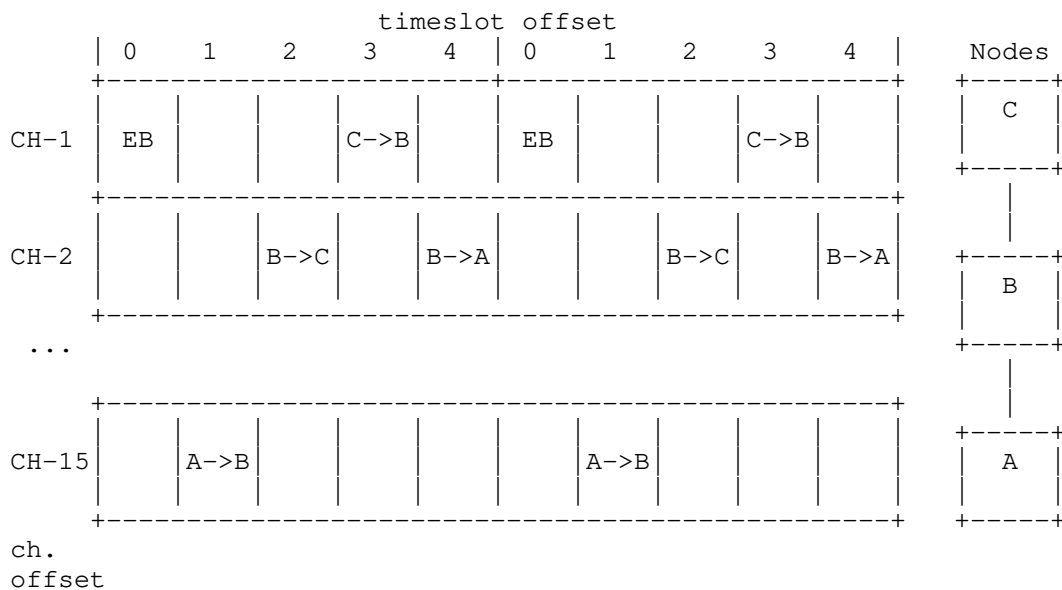 timeslot offset
0 1 2 3 4 0 1 2 3 4 Nodes
C
CH-1 EB C->B EB C->B
CH-2 B->C B->A B->C B->A
B
...
CH-15 A->B A->B A
ch.
offset